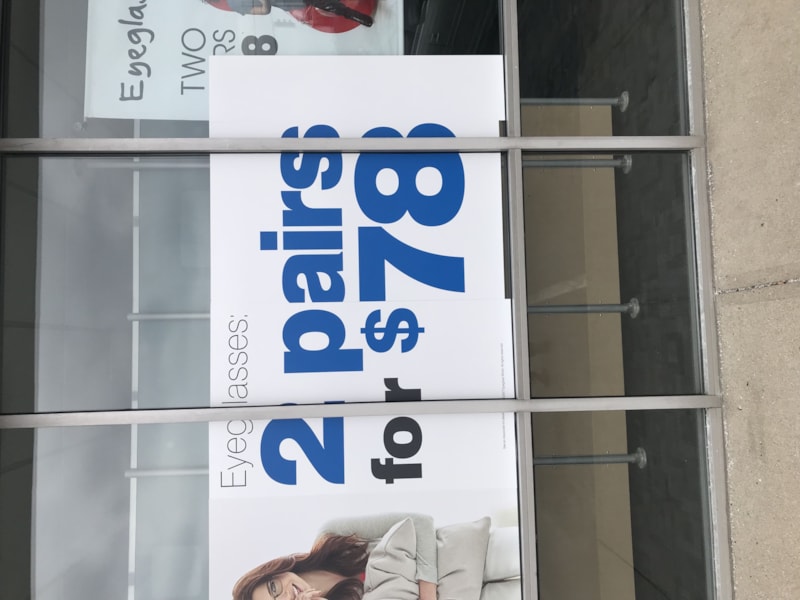 Eyeglasses:
2 pairs
for $78
Eyegla
TWO
RS
8